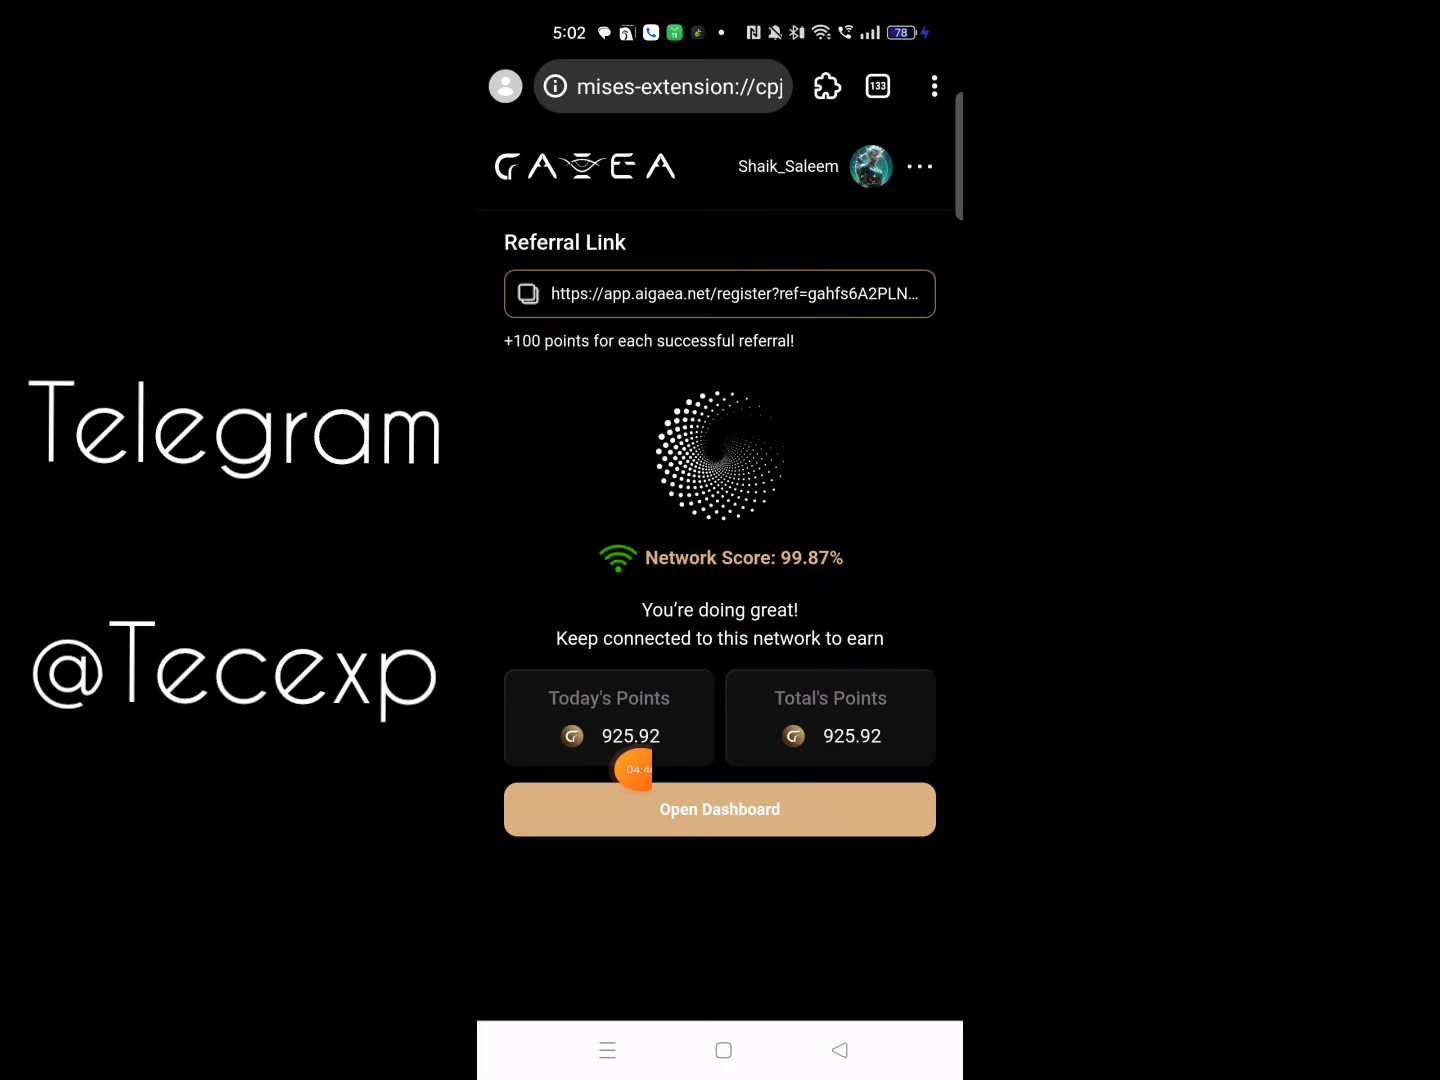 5:02
78
mises-extension://cpj
133
GAEA
Shaik_Saleem
Referral Link
https://app.aigaea.net/register?ref=gahfs6A2PLN...
+100 points for each successful referral!
Telegram
@Tecexp
Network Score: 99.87%
You’re doing great!
Keep connected to this network to earn
Today's Points
925.92
Total's Points
925.92
Open Dashboard